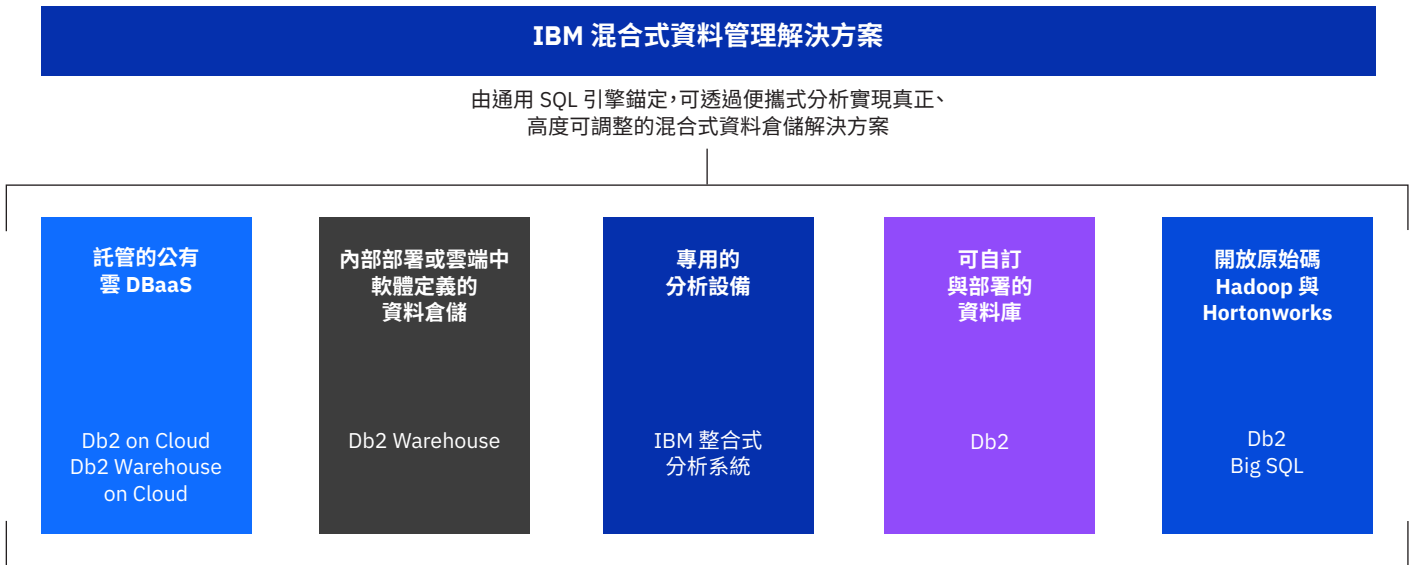 IBM 混合式資料管理解決方案
由通用 SQL 引擎錨定，可透過便攜式分析實現真正、
高度可調整的混合式資料倉儲解決方案
託管的公有
雲 DBaaS
Db2 on Cloud
Db2 Warehouse
on Cloud
內部部署或雲端中
軟體定義的
資料倉儲
Db2 Warehouse
專用的
分析設備
IBM 整合式
分析系統
可自訂
與部署的
資料庫
Db2
開放原始碼
Hadoop 與
Hortonworks
Db2
Big SQL